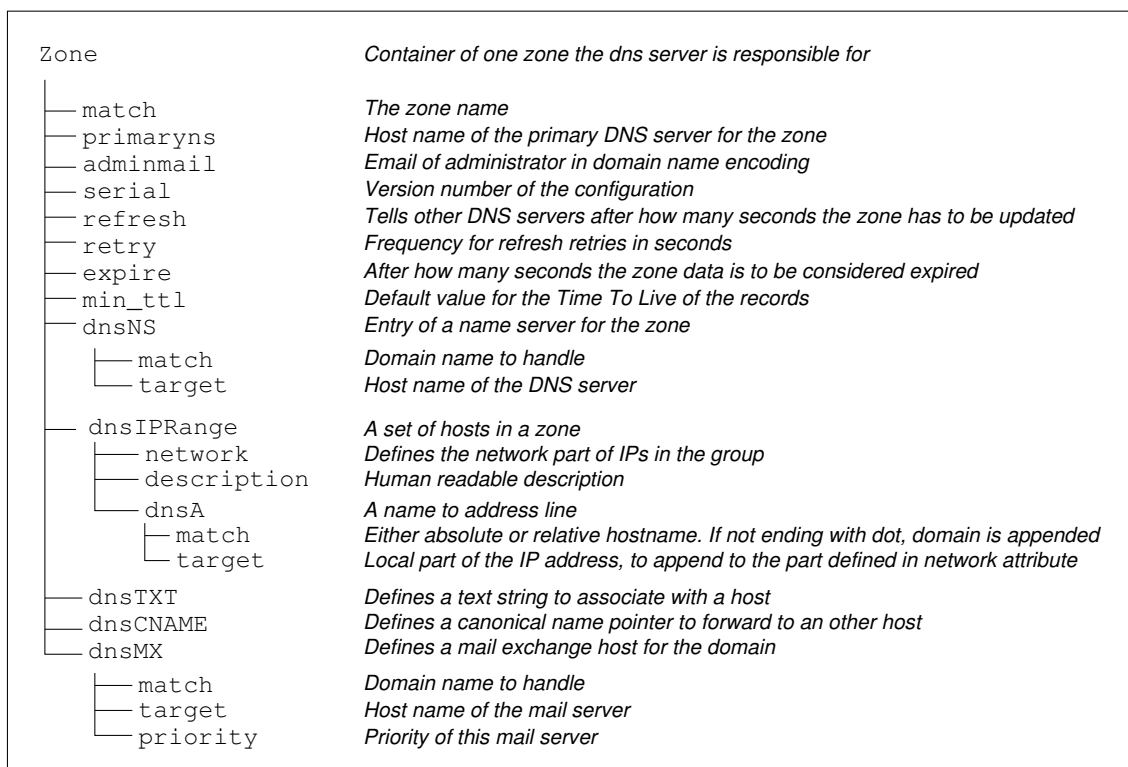 Zone Container of one zone the dns server is responsible for
match The zone name
primaryns Host name of the primary DNS server for the zone
adminmail Email of administrator in domain name encoding
serial Version number of the configuration
refresh Tells other DNS servers after how many seconds the zone has to be updated
retry Frequency for refresh retries in seconds
expire After how many seconds the zone data is to be considered expired
min_ttl Default value for the Time To Live of the records
dnsNS Entry of a name server for the zone
match Domain name to handle
target Host name of the DNS server
dnsIPRange A set of hosts in a zone
network Defines the network part of IPs in the group
description Human readable description
dnsA A name to address line
match Either absolute or relative hostname. If not ending with dot, domain is appended
target Local part of the IP address, to append to the part defined in network attribute
dnsTXT Defines a text string to associate with a host
dnsCNAME Defines a canonical name pointer to forward to an other host
dnsMX Defines a mail exchange host for the domain
match Domain name to handle
target Host name of the mail server
priority Priority of this mail server